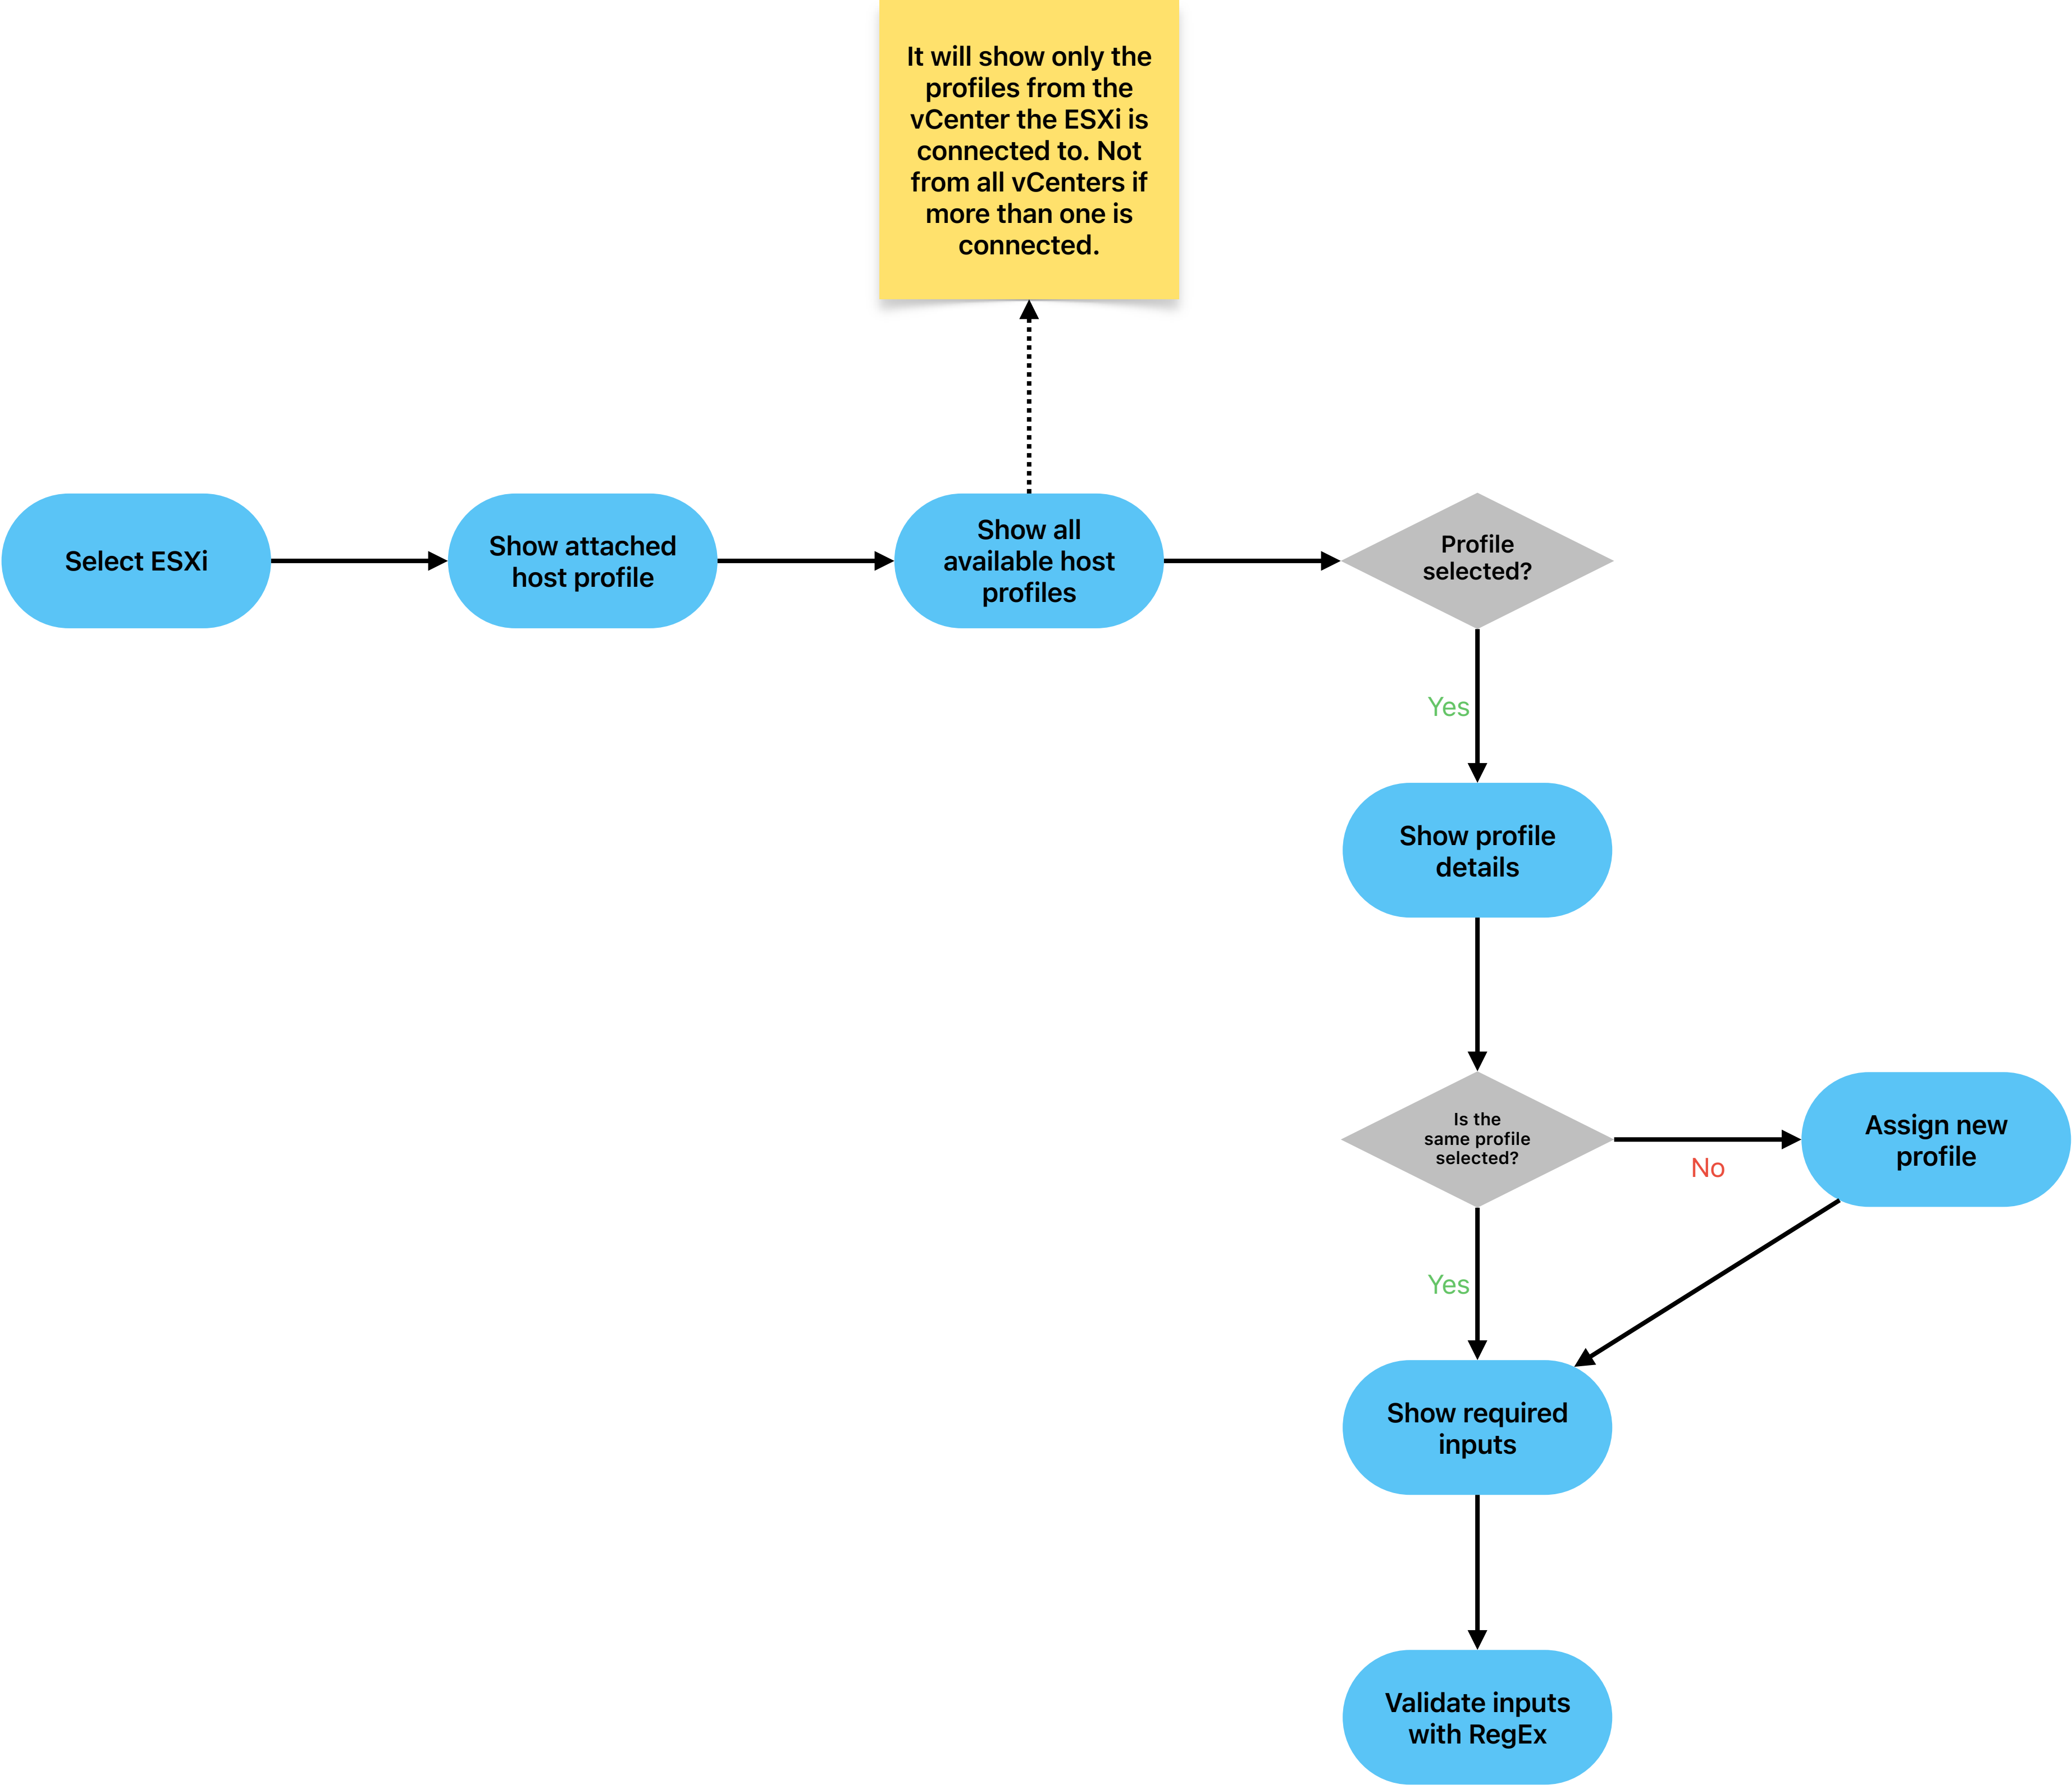 It will show only the
profiles from the
vCenter the ESXi is
connected to. Not
from all vCenters if
more than one is
connected.
Select ESXi
Show attached
host profile
Show all
available host
profiles
Profile
selected?
Yes
Show profile
details
Is the
same profile
selected?
No
Assign new
profile
Yes
Show required
inputs
Validate inputs
with RegEx